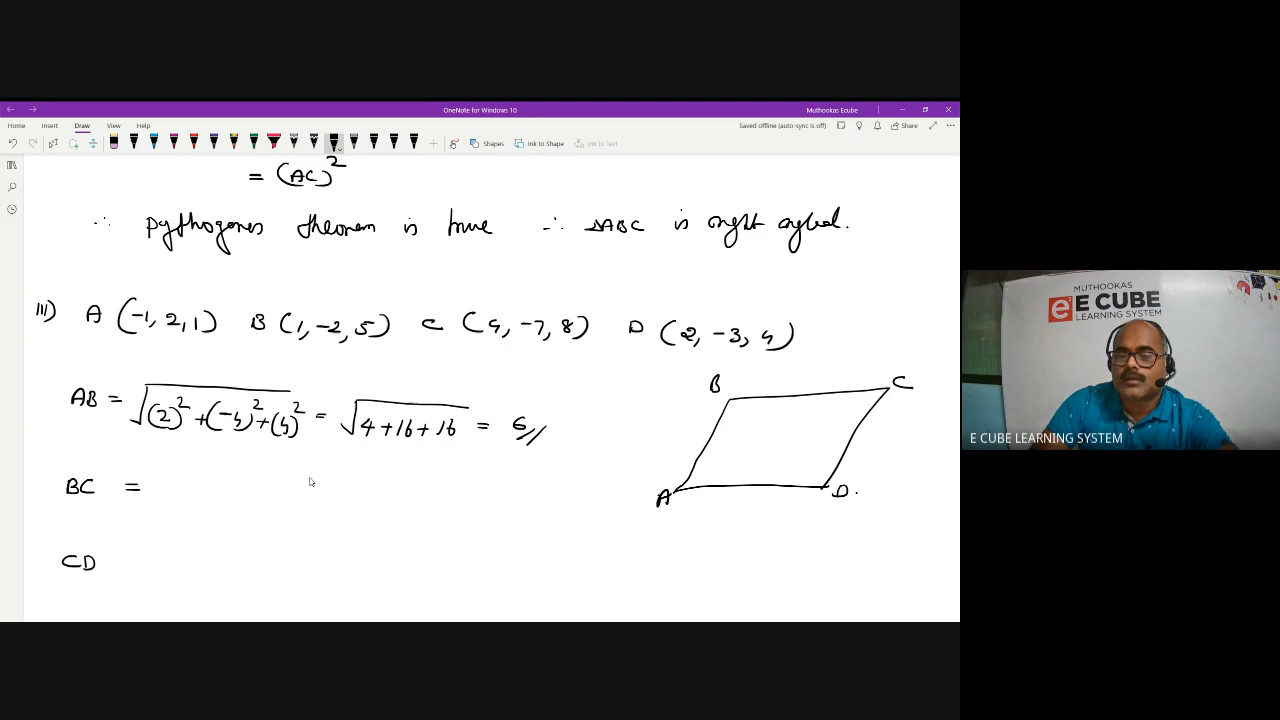 OneNote for Windows 10
Muthookas Ecube
Home Insert Draw View Help
Saved offline (auto-sync is off) Share
Shapes Ink to Shape Ink to Text
= (AC)²
∴ Pythogores theorem is true ∴ ΔABC is right angled.
III) A (-1, 2, 1) B (1, -2, 5) C (4, -7, 8) D (2, -3, 4)
AB = √(2)² + (-4)² + (4)² = √4 + 16 + 16 = 6//
BC =
CD
B C
A D.
MUTHOOKAS
e³ E CUBE
LEARNING SYSTEM
E CUBE LEARNING SYSTEM